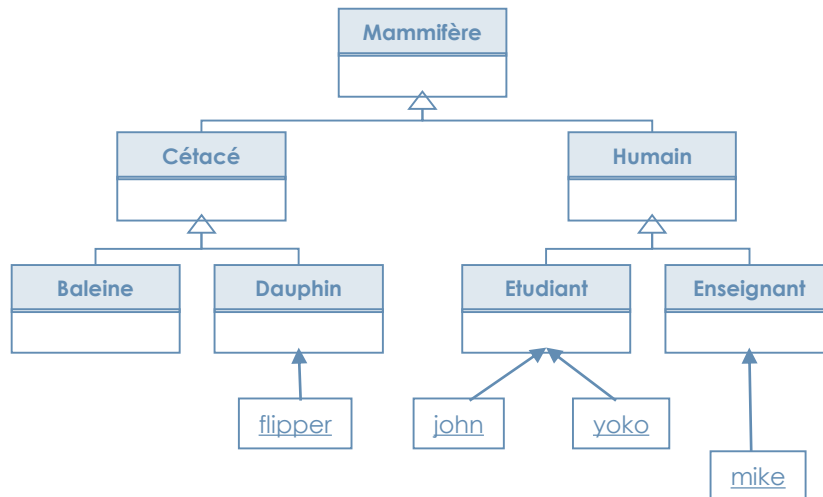 Mammifère
Cétacé
Humain
Baleine
Dauphin
Etudiant
Enseignant
flipper
john
yoko
mike